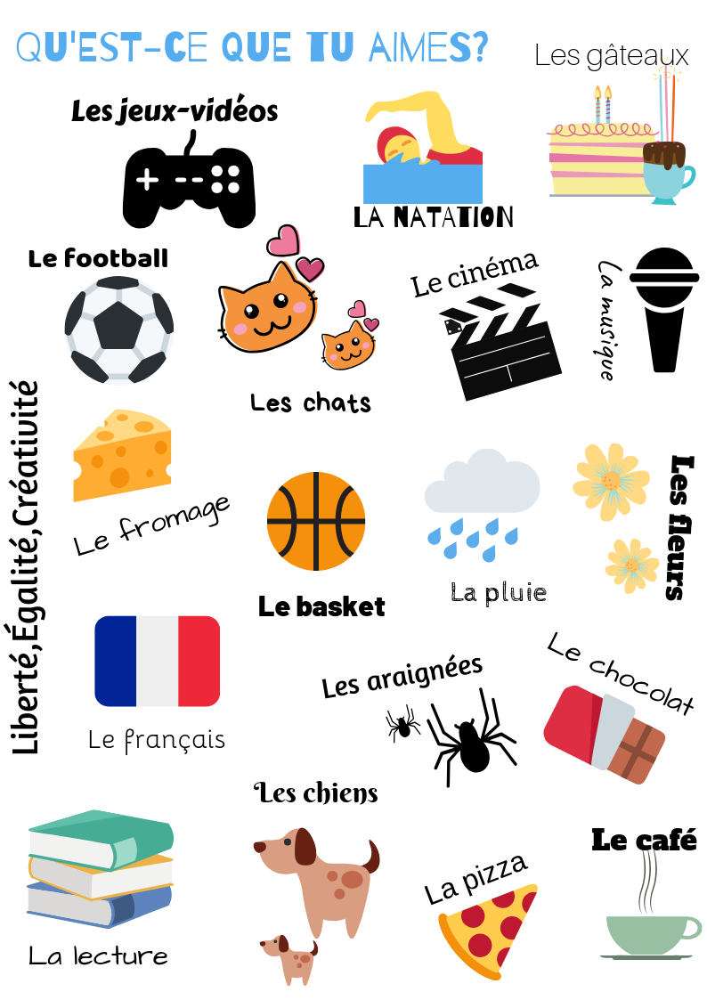 QU'EST-CE QUE TU AIMES?
Les gâteaux
Les jeux-vidéos
LA NATATION
Le football
Le cinéma
La musique
Les chats
Liberté,Égalité,Créativité
Le fromage
Les fleurs
La pluie
Le basket
Le français
Les araignées
Le chocolat
Les chiens
Le café
La pizza
La lecture